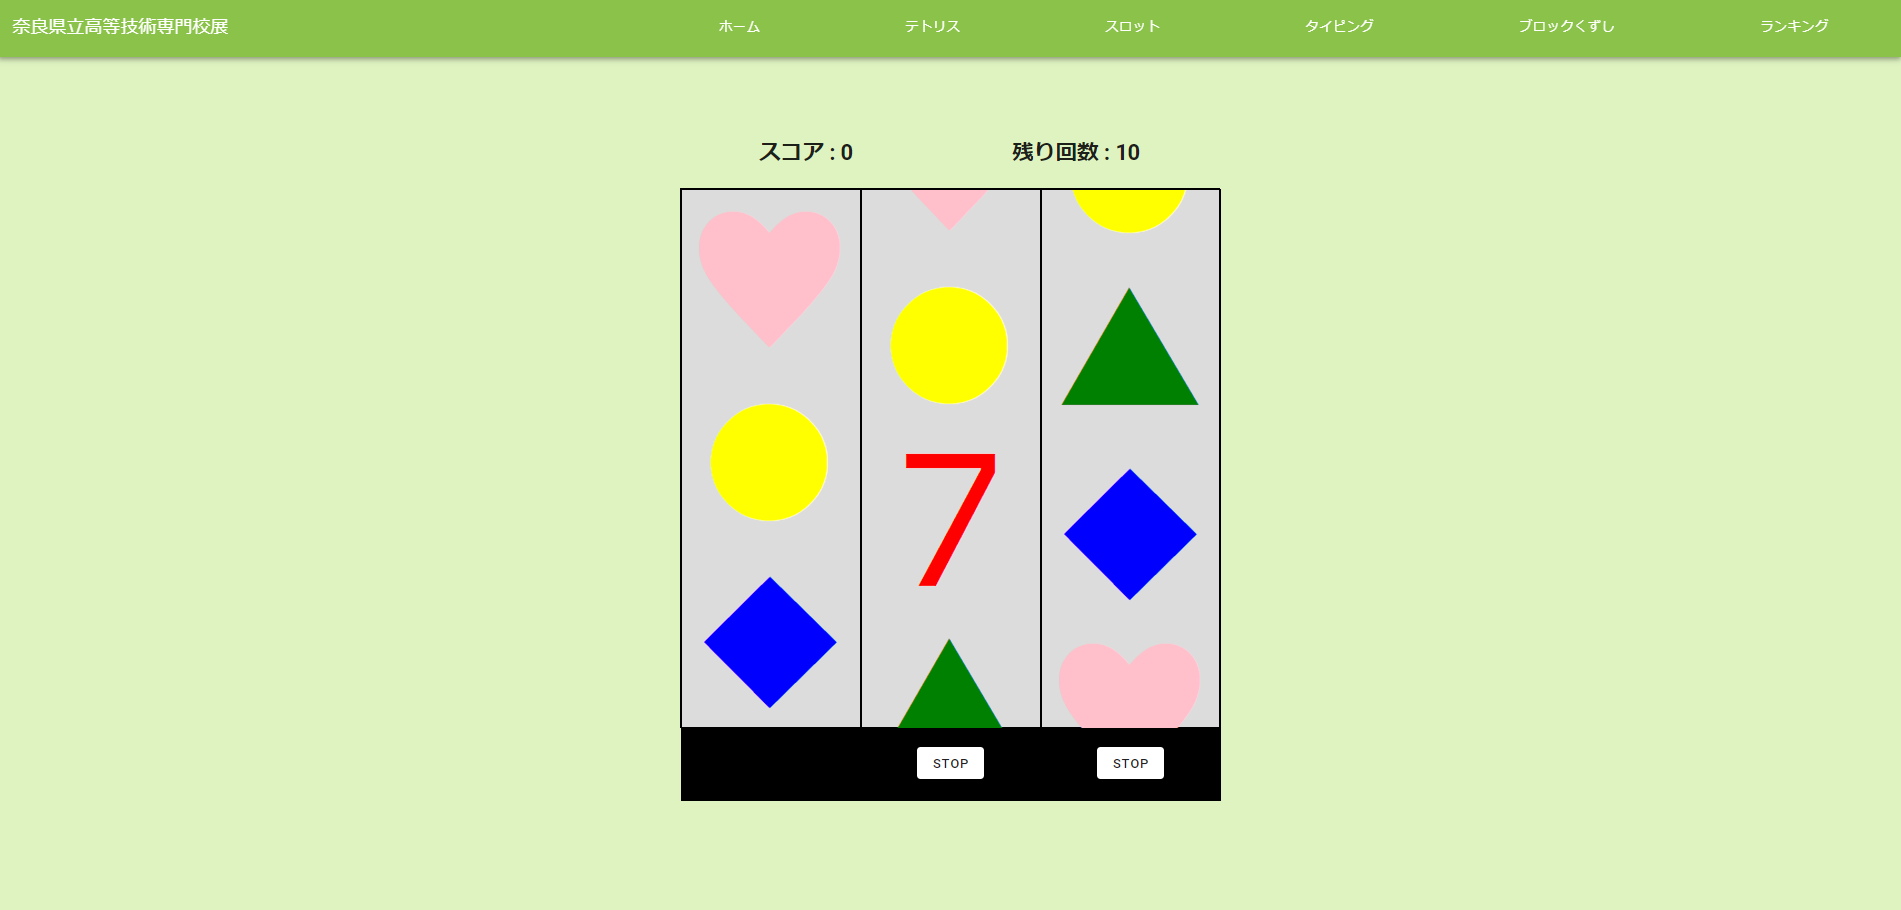 奈良県立高等技術専門校展
ホーム
テトリス
スロット
タイピング
ブロックくずし
ランキング
スコア : 0
残り回数 : 10
7
STOP
STOP